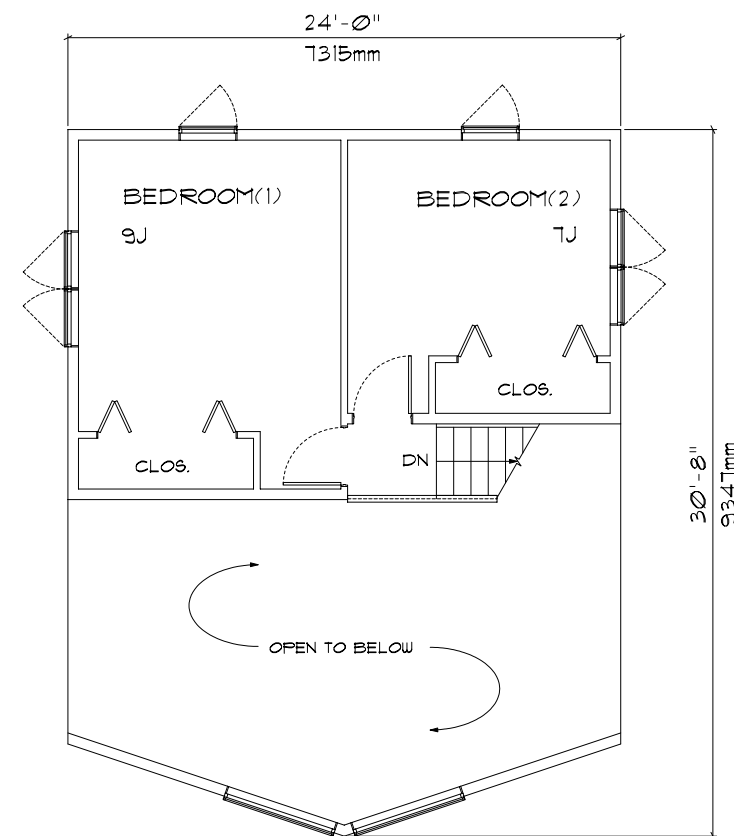 24'-0"
7315mm
BEDROOM(1)
9J
BEDROOM(2)
7J
CLOS.
CLOS.
DN
30'-8"
9347mm
OPEN TO BELOW